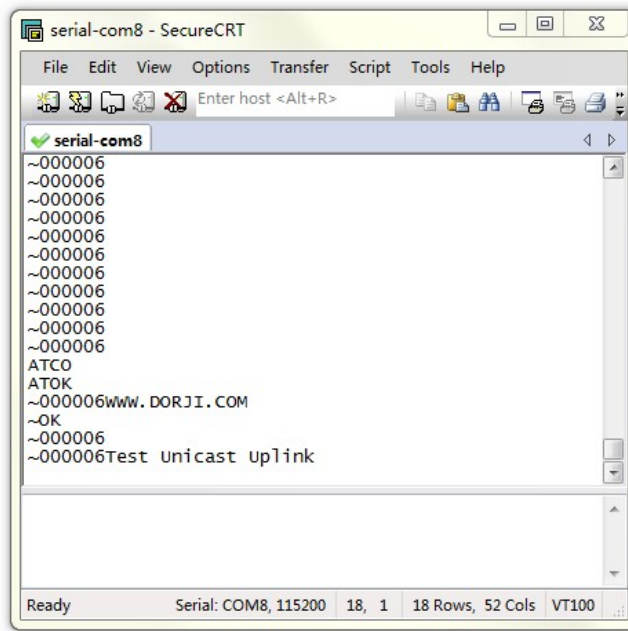 serial-com8 - SecureCRT
File Edit View Options Transfer Script Tools Help
Enter host <Alt+R>
serial-com8
~000006
~000006
~000006
~000006
~000006
~000006
~000006
~000006
~000006
~000006
~000006
ATCO
ATOK
~000006WWW.DORJI.COM
~OK
~000006
~000006Test Unicast Uplink
Ready Serial: COM8, 115200 18, 1 18 Rows, 52 Cols VT100